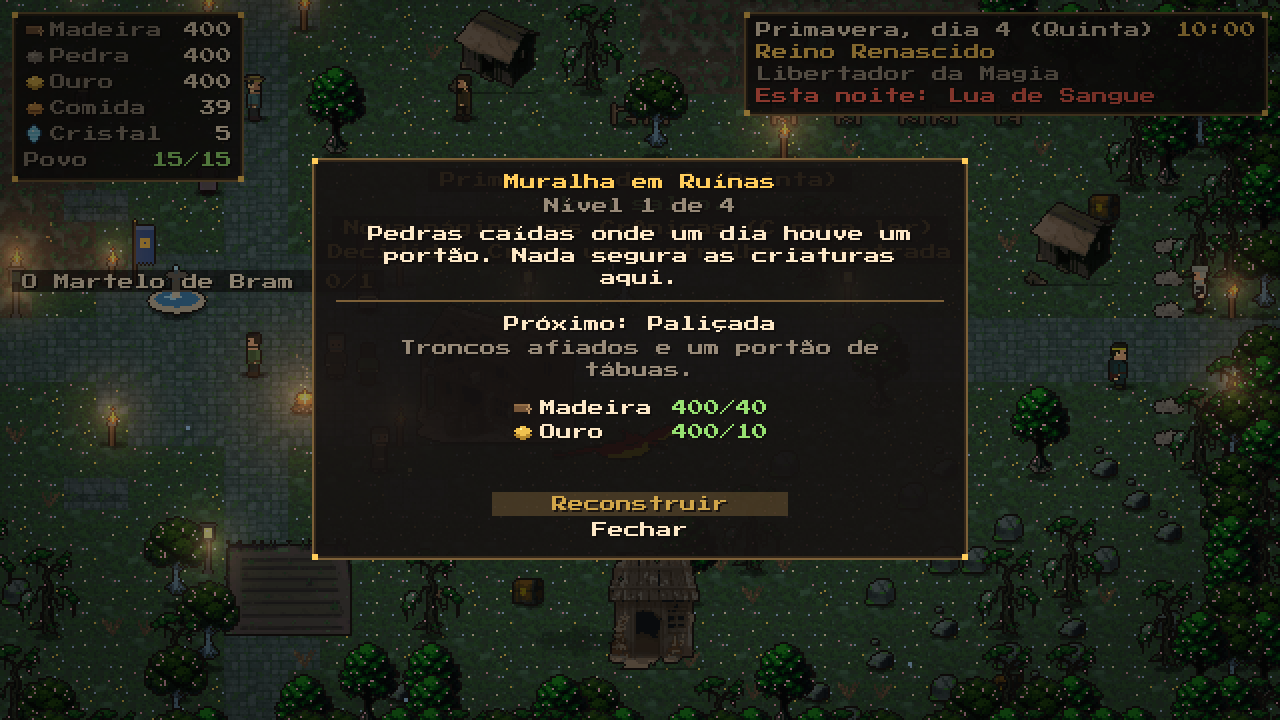 Madeira 400
Pedra 400
Ouro 400
Comida 39
Cristal 5
Povo 15/15
Primavera, dia 4 (Quinta) 10:00
Reino Renascido
Libertador da Magia
Esta noite: Lua de Sangue
O Martelo de Bram 0/1
Muralha em Ruínas
Nível 1 de 4
Pedras caídas onde um dia houve um
portão. Nada segura as criaturas
aqui.
Próximo: Paliçada
Troncos afiados e um portão de
tábuas.
Madeira 400/40
Ouro 400/10
Reconstruir
Fechar